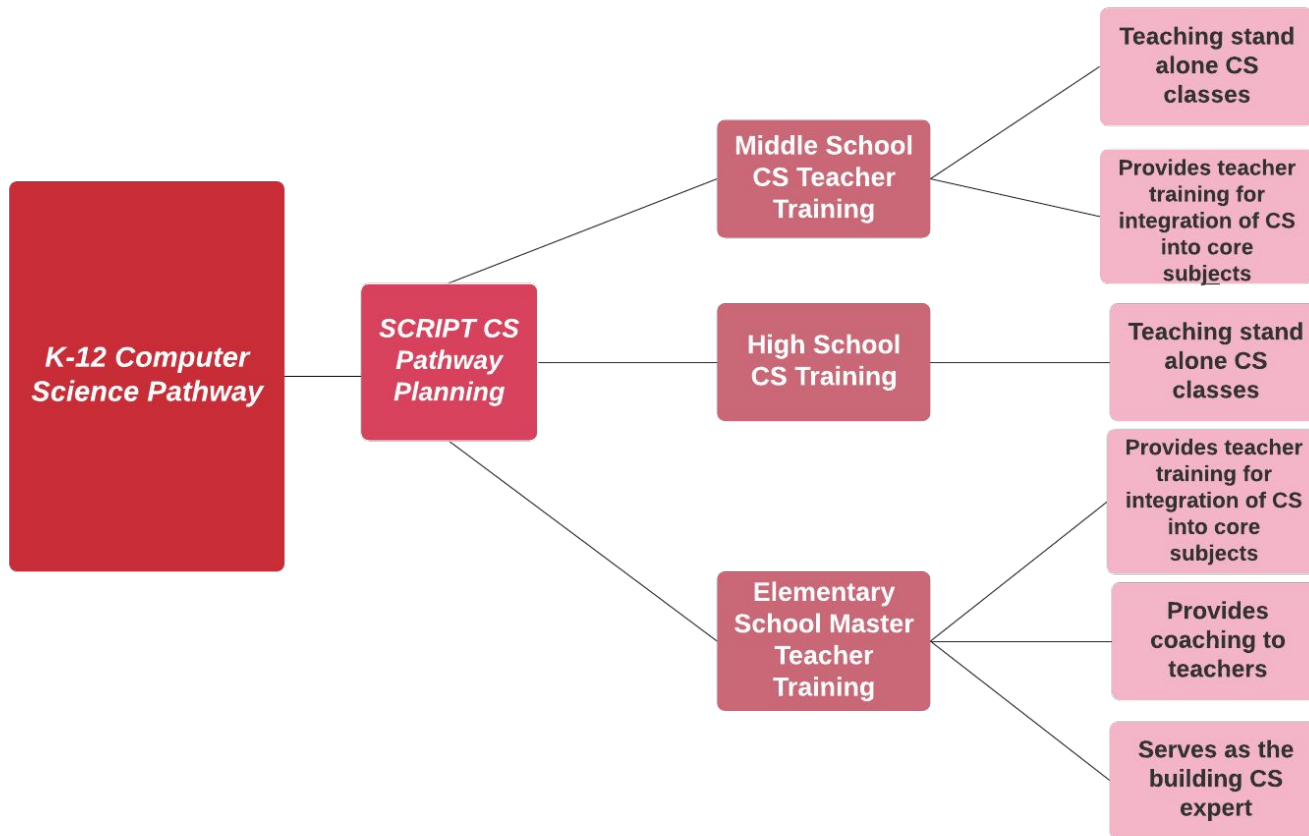 K-12 Computer
Science Pathway
SCRIPT CS
Pathway
Planning
Middle School
CS Teacher
Training
Teaching stand
alone CS
classes
Provides teacher
training for
integration of CS
into core
subjects
High School
CS Training
Teaching stand
alone CS
classes
Elementary
School Master
Teacher
Training
Provides teacher
training for
integration of CS
into core
subjects
Provides
coaching to
teachers
Serves as the
building CS
expert